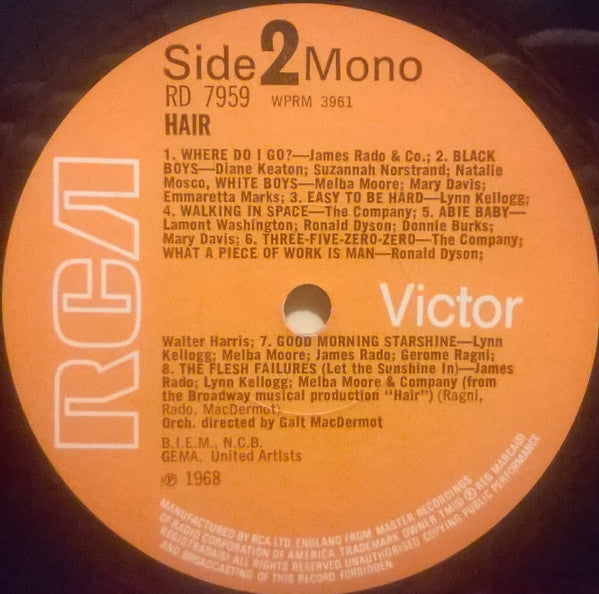 Side 2 Mono
RD 7959 WPRM 3961
HAIR
1. WHERE DO I GO?—James Rado & Co.; 2. BLACK
BOYS—Diane Keaton; Suzannah Norstrand; Natalie
Mosco, WHITE BOYS—Melba Moore; Mary Davis;
Emmaretta Marks; 3. EASY TO BE HARD—Lynn Kellogg;
4. WALKING IN SPACE—The Company; 5. ABIE BABY—
Lamont Washington; Ronald Dyson; Donnie Burks;
Mary Davis; 6. THREE-FIVE-ZERO-ZERO—The Company;
WHAT A PIECE OF WORK IS MAN—Ronald Dyson;
RCA
Victor
Walter Harris; 7. GOOD MORNING STARSHINE—Lynn
Kellogg; Melba Moore; James Rado; Gerome Ragni;
8. THE FLESH FAILURES (Let the Sunshine In)—James
Rado; Lynn Kellogg; Melba Moore & Company (from
the Broadway musical production "Hair") (Ragni,
Rado, MacDermot)
Orch. directed by Galt MacDermot
B.I.E.M., N.C.B.
GEMA. United Artists
℗ 1968
MANUFACTURED BY RCA LTD. ENGLAND FROM MASTER RECORDINGS
OF RADIO CORPORATION OF AMERICA TRADEMARK OWNER. TM(S) ® REG MARCA(S)
REGISTRADA(S) ALL RIGHTS RESERVED UNAUTHORISED COPYING, PUBLIC PERFORMANCE
AND BROADCASTING OF THIS RECORD FORBIDDEN